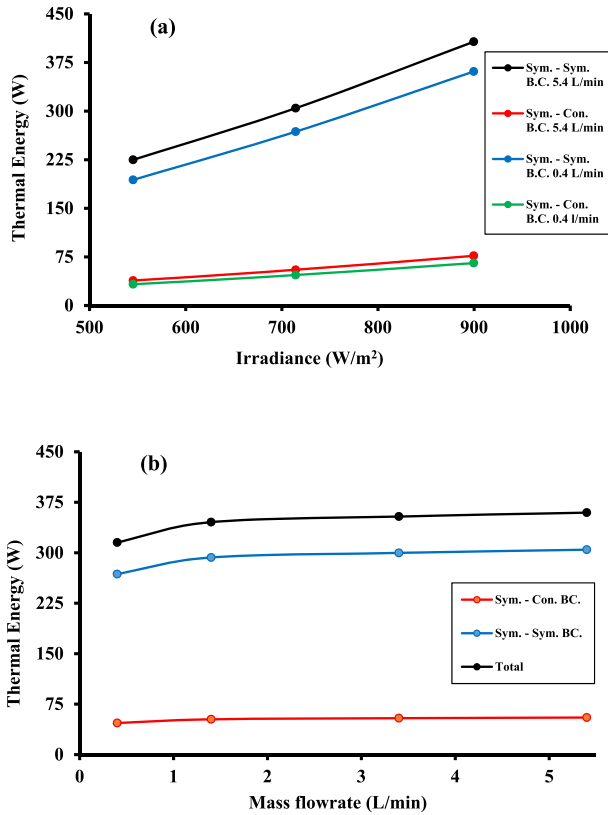 (a)
Thermal Energy (W)
450
375
300
225
150
75
0
500
600
700
800
900
1000
Irradiance (W/m²)
Sym. - Sym.
B.C. 5.4 L/min
Sym. - Con.
B.C. 5.4 L/min
Sym. - Sym.
B.C. 0.4 L/min
Sym. - Con.
B.C. 0.4 l/min
(b)
Thermal Energy (W)
450
375
300
225
150
75
0
0
1
2
3
4
5
Mass flowrate (L/min)
Sym. - Con. BC.
Sym. - Sym. BC.
Total